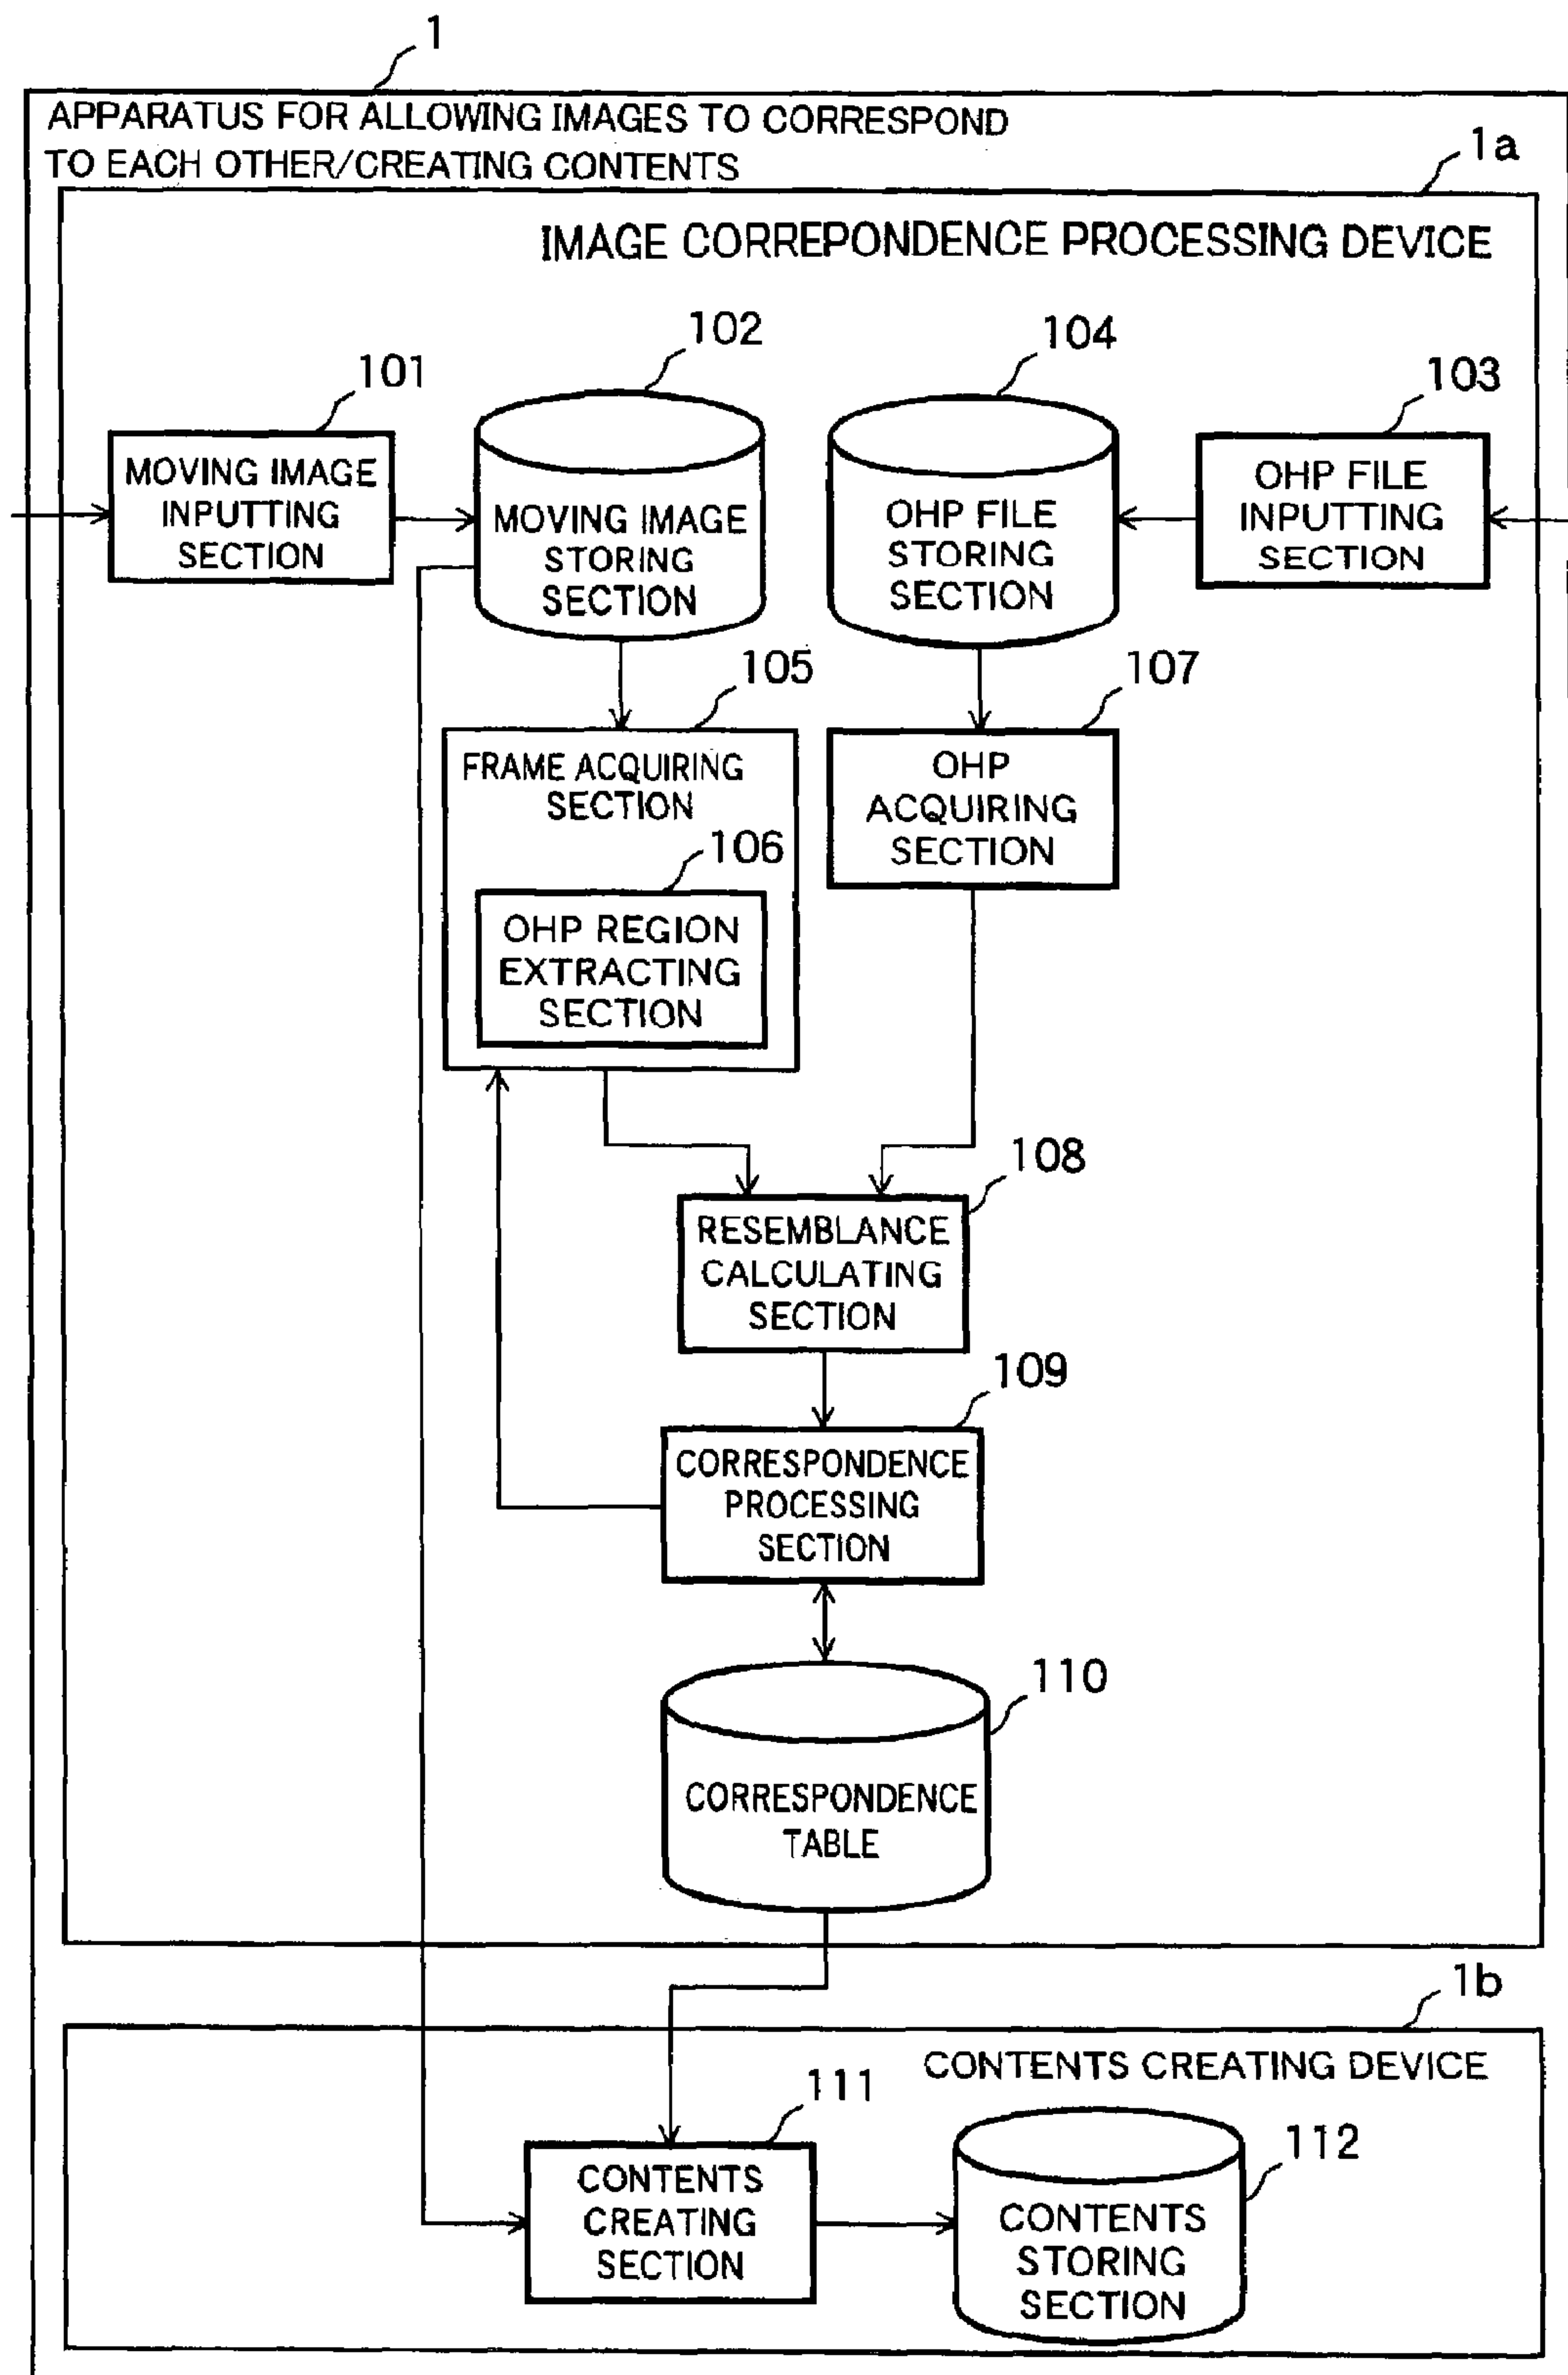 1
APPARATUS FOR ALLOWING IMAGES TO CORRESPOND
TO EACH OTHER/CREATING CONTENTS
1a
IMAGE CORREPONDENCE PROCESSING DEVICE
101
MOVING IMAGE
INPUTTING
SECTION
102
MOVING IMAGE
STORING
SECTION
104
OHP FILE
STORING
SECTION
103
OHP FILE
INPUTTING
SECTION
105
FRAME ACQUIRING
SECTION
106
OHP REGION
EXTRACTING
SECTION
107
OHP
ACQUIRING
SECTION
108
RESEMBLANCE
CALCULATING
SECTION
109
CORRESPONDENCE
PROCESSING
SECTION
110
CORRESPONDENCE
TABLE
1b
CONTENTS CREATING DEVICE
111
CONTENTS
CREATING
SECTION
112
CONTENTS
STORING
SECTION